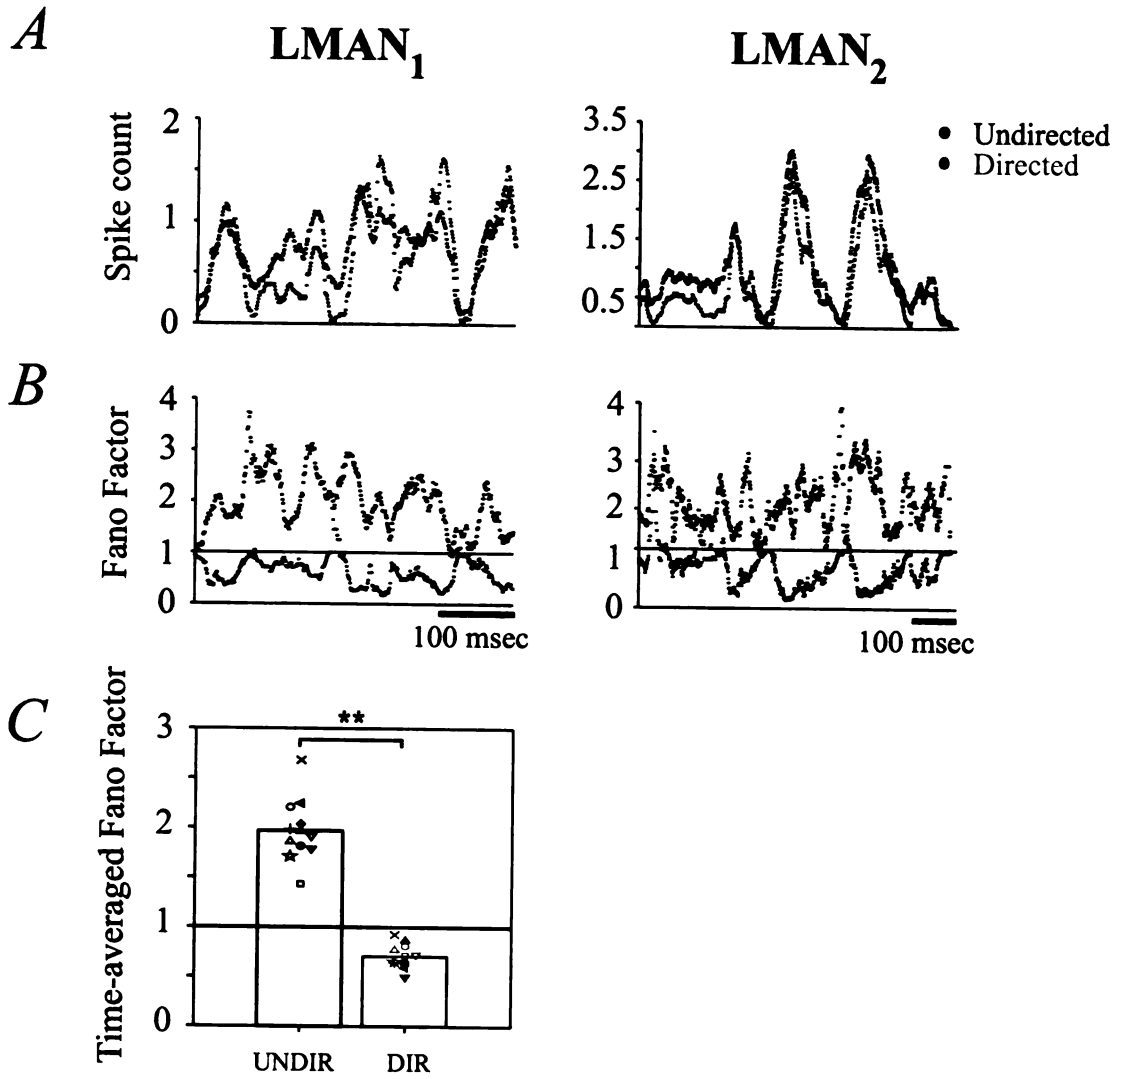 A
LMAN1
LMAN2
Spike count
2
1
0
3.5
2.5
1.5
0.5
Undirected
Directed
B
Fano Factor
4
3
2
1
0
4
3
2
1
0
100 msec
100 msec
C
Time-averaged Fano Factor
3
2
1
0
**
UNDIR
DIR